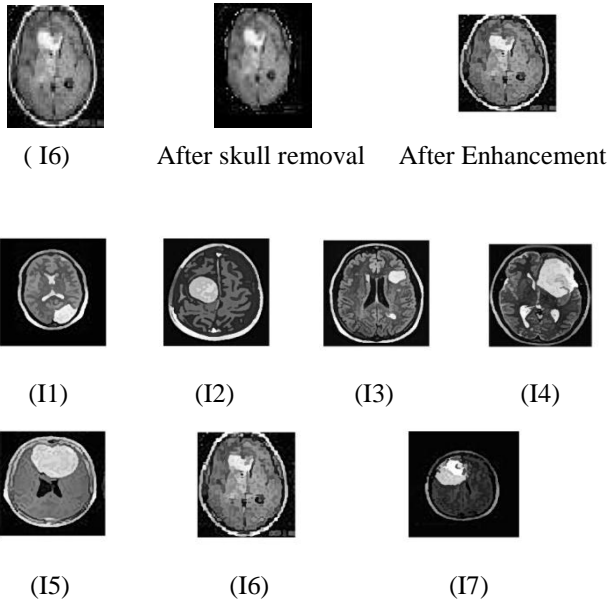 ( I6) After skull removal After Enhancement
(I1) (I2) (I3) (I4)
(I5) (I6) (I7)